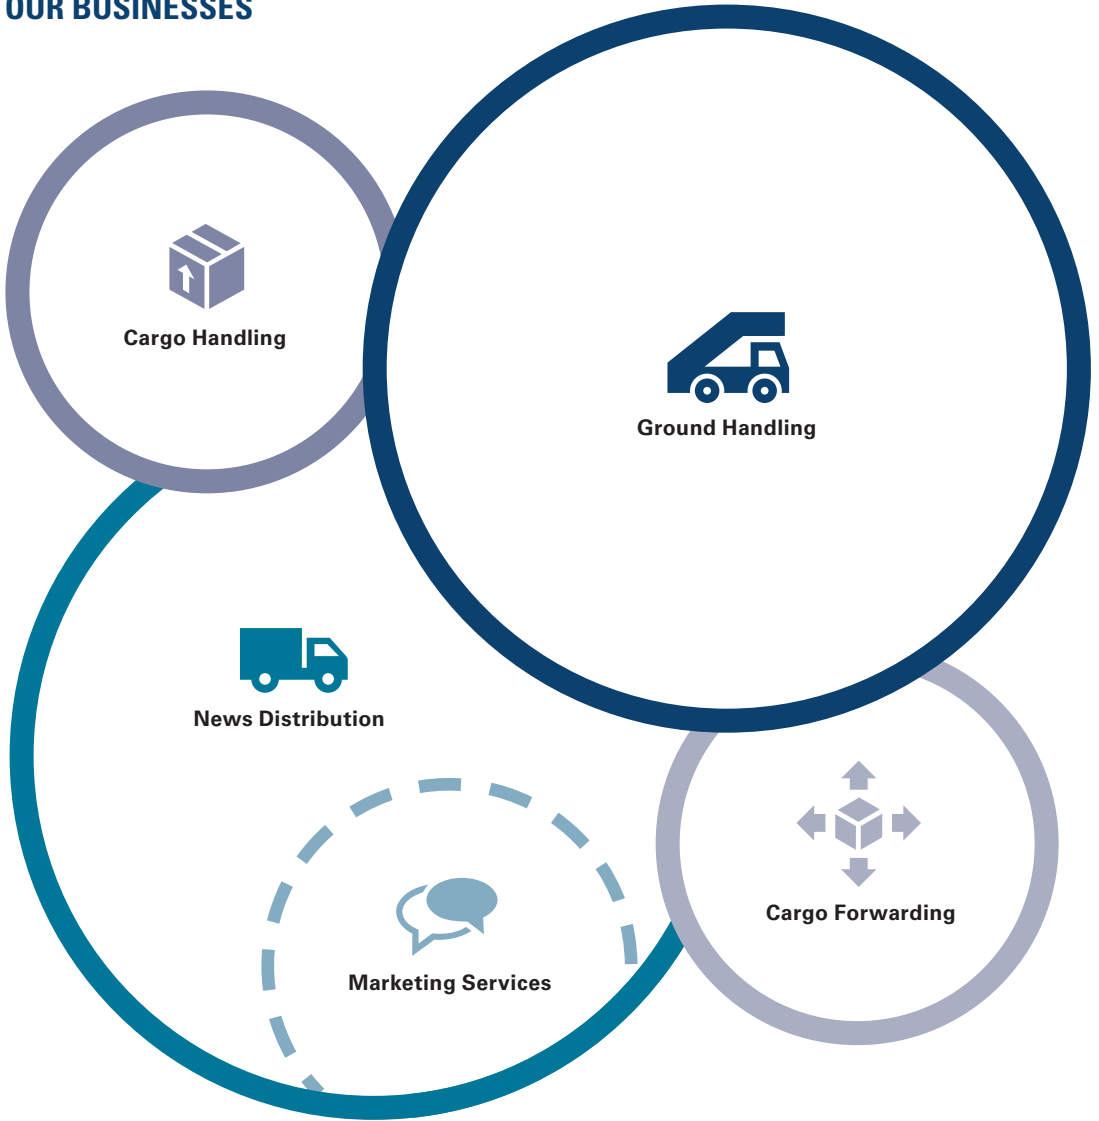 OUR BUSINESSES
Cargo Handling
Ground Handling
News Distribution
Cargo Forwarding
Marketing Services